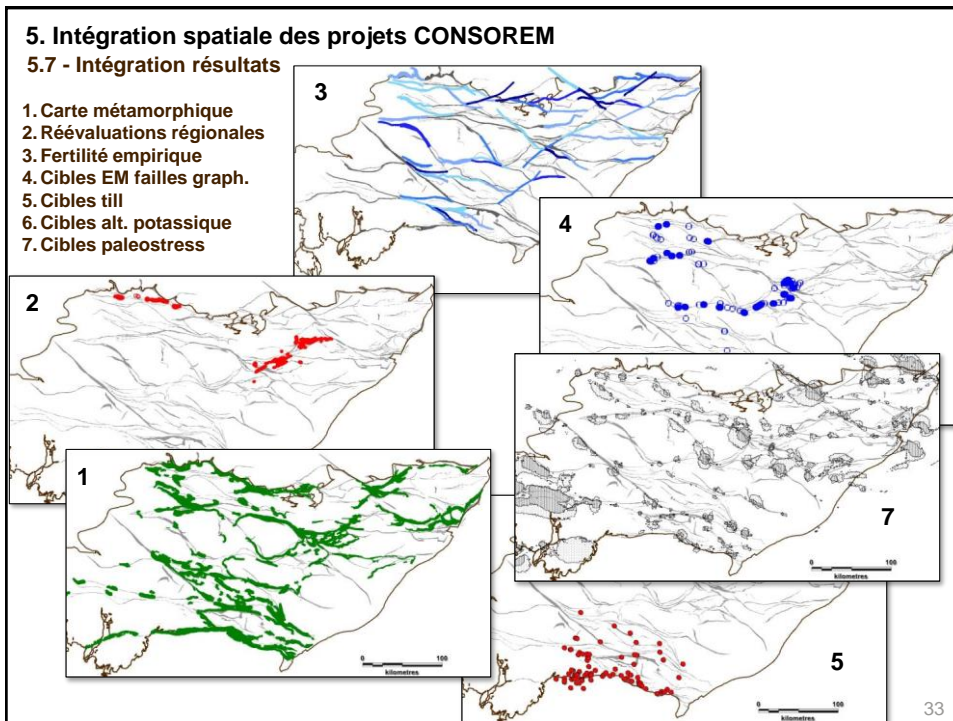 5. Intégration spatiale des projets CONSOREM
5.7 - Intégration résultats
1. Carte métamorphique
2. Réévaluations régionales
3. Fertilité empirique
4. Cibles EM failles graph.
5. Cibles till
6. Cibles alt. potassique
7. Cibles paleostress
3
4
2
1
7
0 100
kilometres
0 100
kilometres
5
0 100
kilometres
33